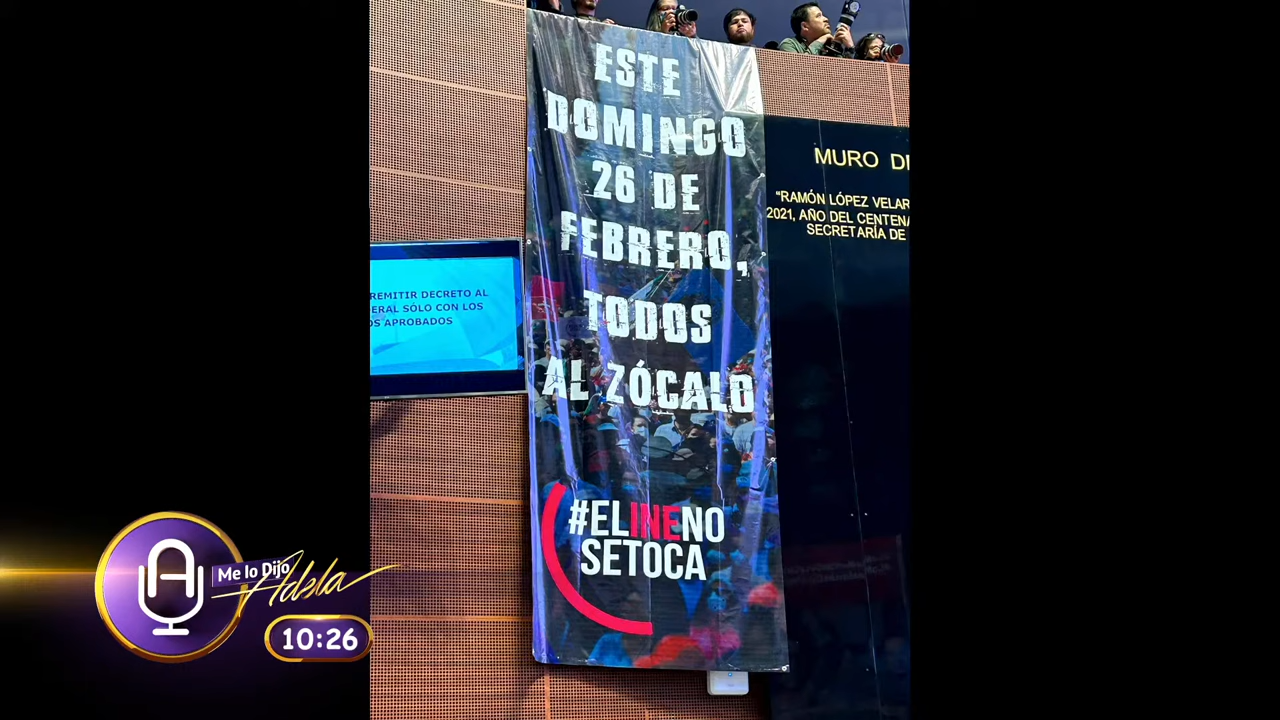 ESTE
DOMINGO
26 DE
FEBRERO,
TODOS
AL ZÓCALO
#ELINENO
SETOCA
REMITIR DECRETO AL
ERAL SÓLO CON LOS
OS APROBADOS
MURO DE
“RAMÓN LÓPEZ VELAR
2021, AÑO DEL CENTENA
SECRETARÍA DE
Me lo Dijo
Adela
10:26